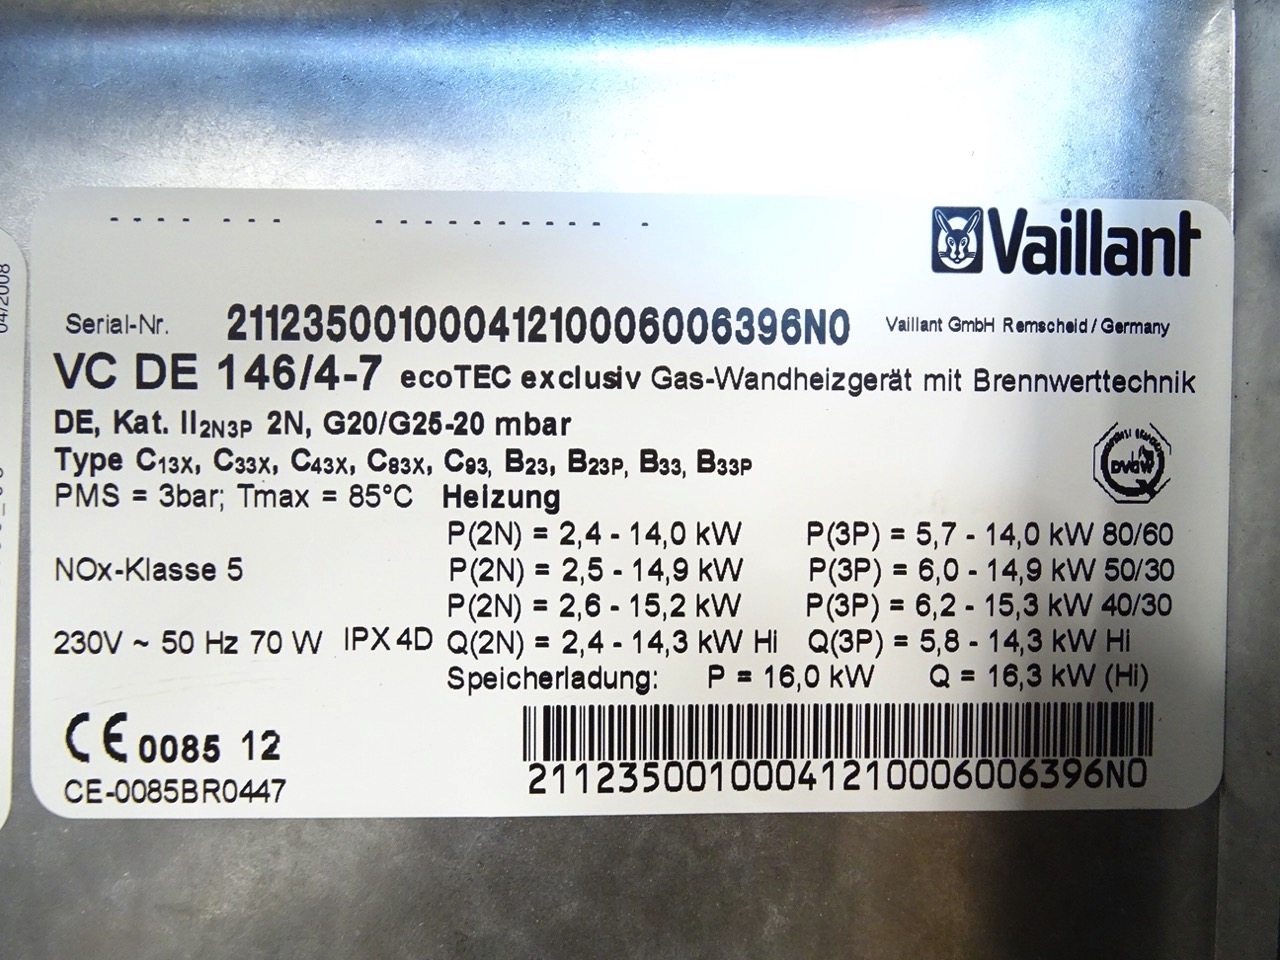 Vaillant
Serial-Nr. 21123500100041210006006396N0 Vaillant GmbH Remscheid / Germany
VC DE 146/4-7 ecoTEC exclusiv Gas-Wandheizgerät mit Brennwerttechnik
DE, Kat. II2N3P 2N, G20/G25-20 mbar
Type C13X, C33X, C43X, C83X, C93, B23, B23P, B33, B33P
DVGW
PMS = 3bar; Tmax = 85°C Heizung
P(2N) = 2,4 - 14,0 kW P(3P) = 5,7 - 14,0 kW 80/60
NOx-Klasse 5 P(2N) = 2,5 - 14,9 kW P(3P) = 6,0 - 14,9 kW 50/30
P(2N) = 2,6 - 15,2 kW P(3P) = 6,2 - 15,3 kW 40/30
230V ~ 50 Hz 70 W IPX4D Q(2N) = 2,4 - 14,3 kW Hi Q(3P) = 5,8 - 14,3 kW Hi
Speicherladung: P = 16,0 kW Q = 16,3 kW (Hi)
CE 0085 12
CE-0085BR0447
21123500100041210006006396N0
04/2008